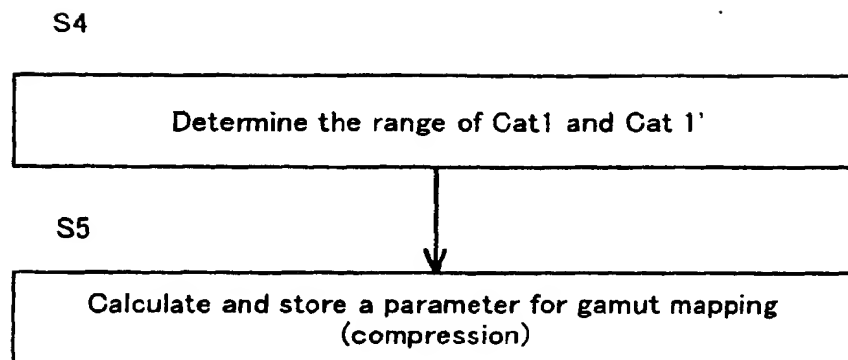 S4
Determine the range of Cat1 and Cat 1'
S5
Calculate and store a parameter for gamut mapping
(compression)